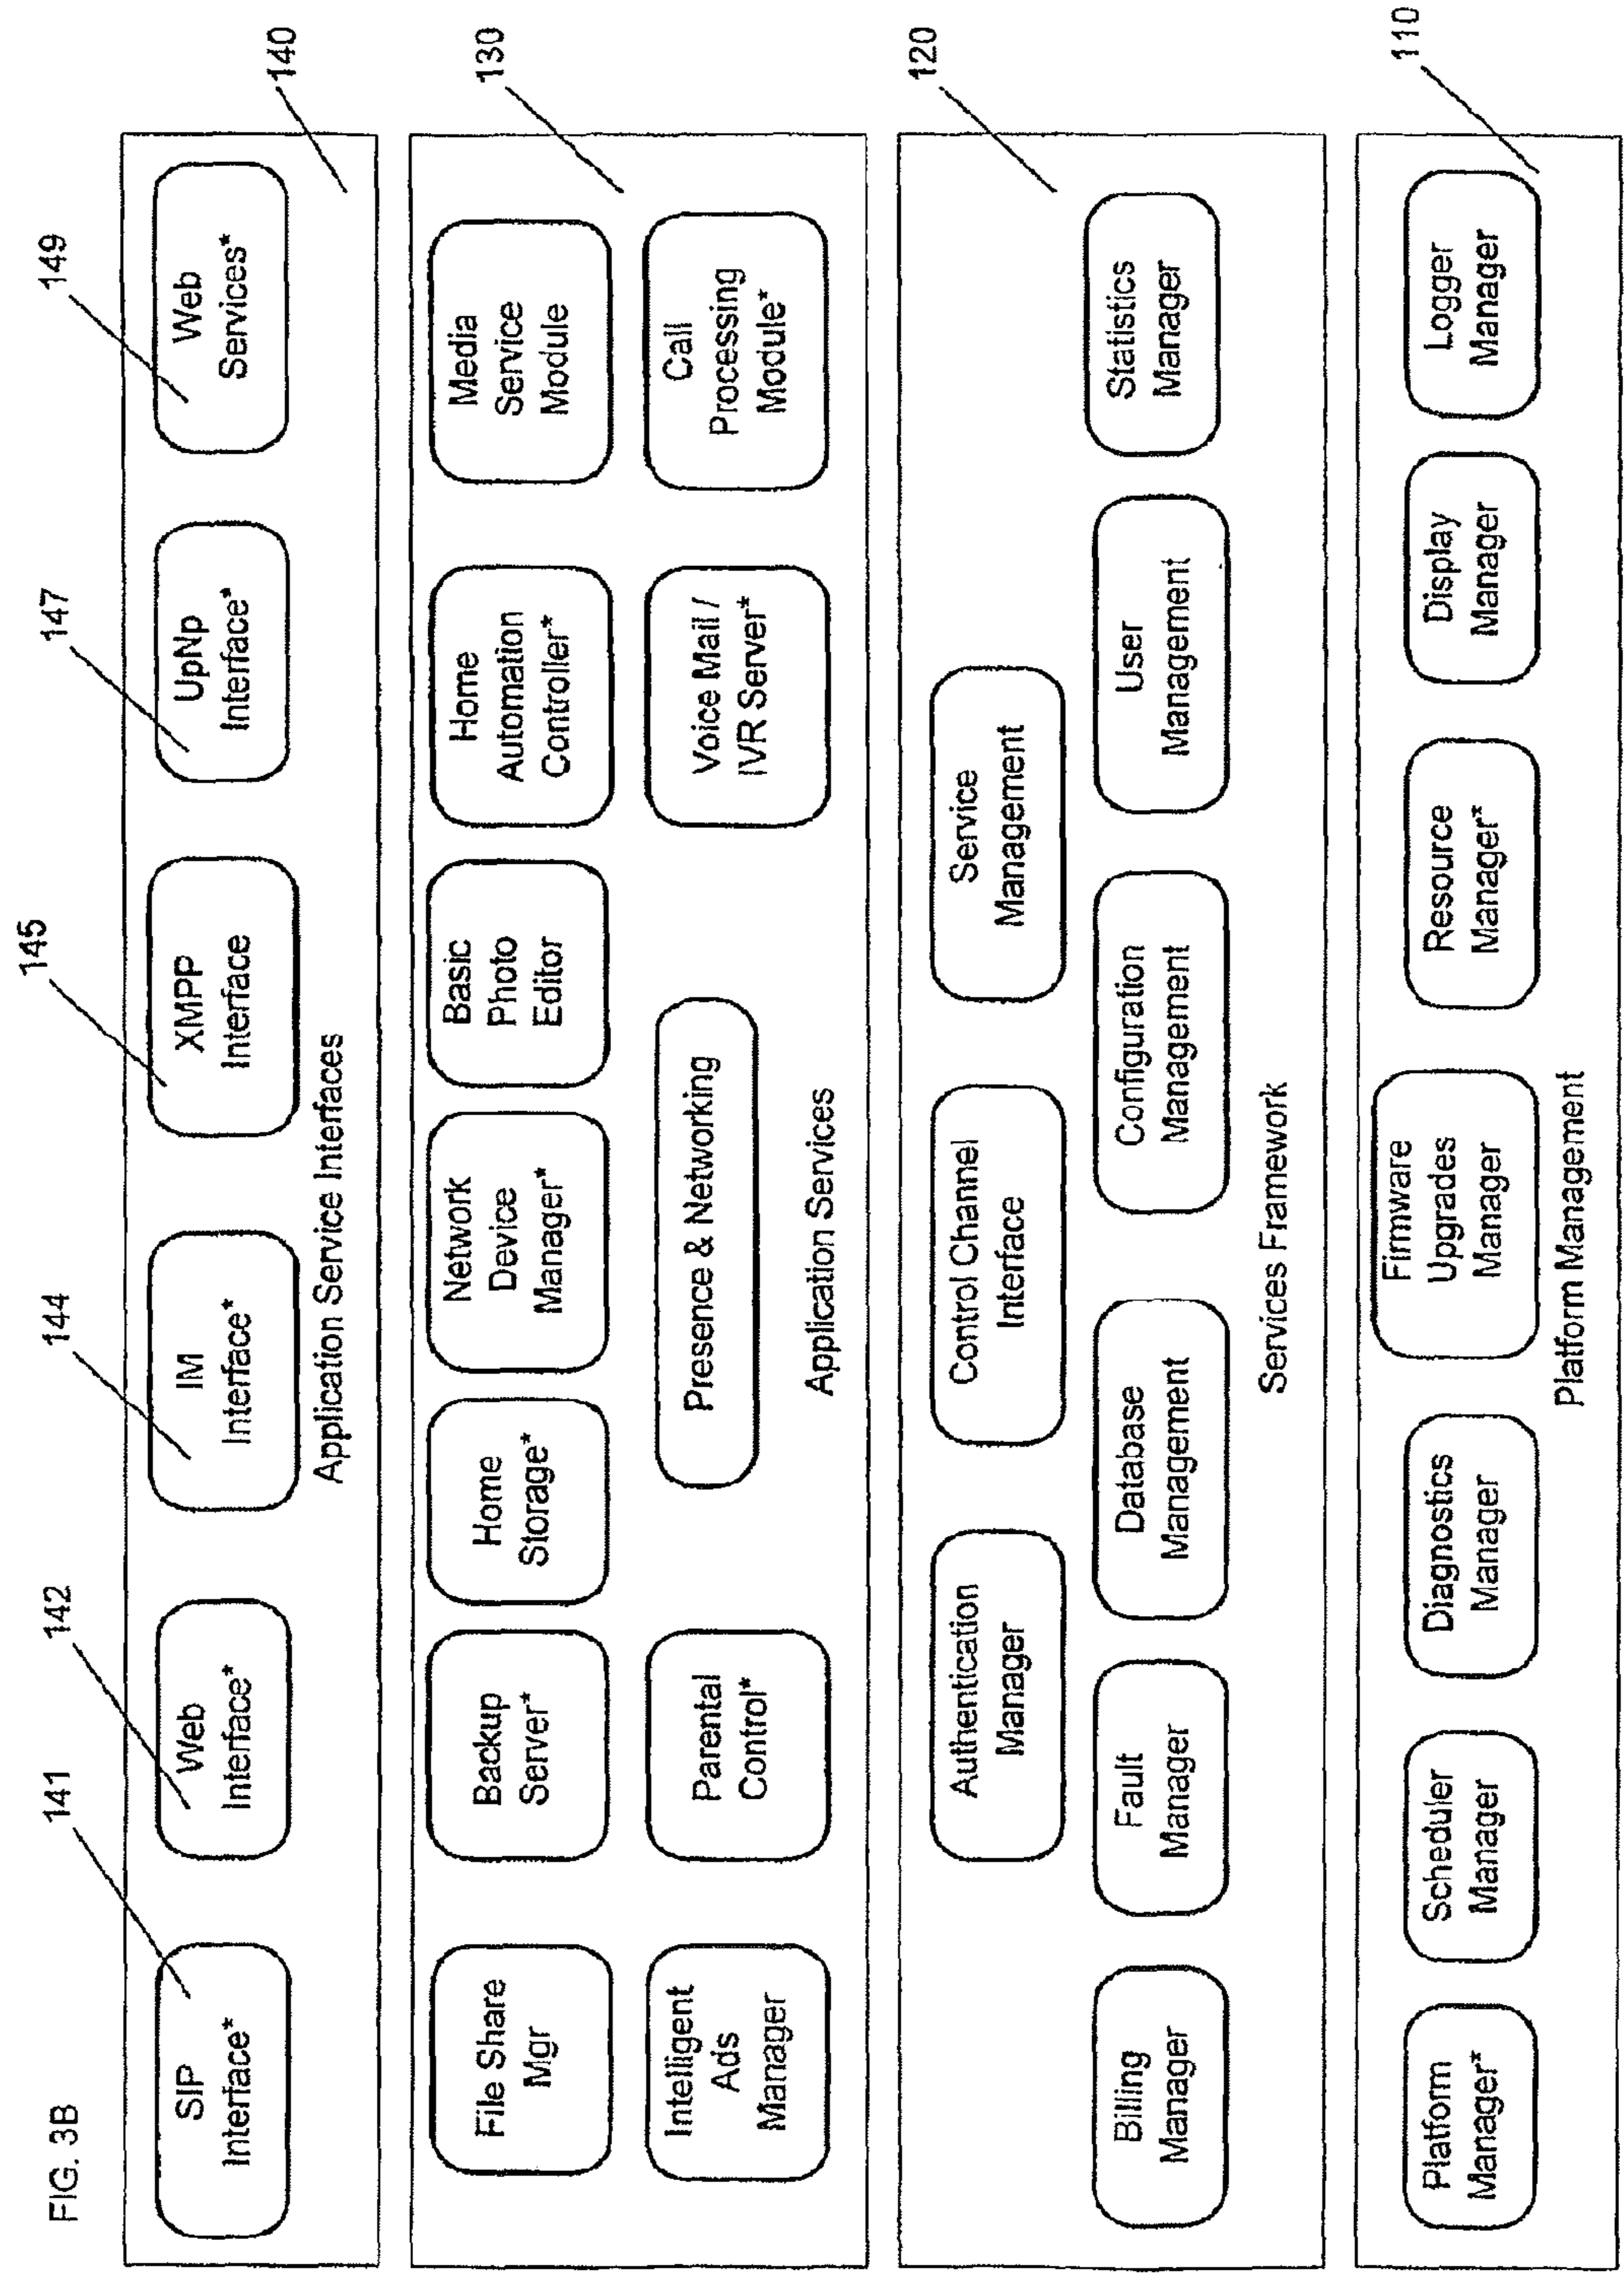 FIG. 3B
141
142
144
145
147
149
140
SIP
Interface*
Web
Interface*
IM
Interface*
XMPP
Interface
UpNp
Interface*
Web
Services*
Application Service Interfaces
130
File Share
Mgr
Backup
Server*
Home
Storage*
Network
Device
Manager*
Basic
Photo
Editor
Home
Automation
Controller*
Media
Service
Module
Intelligent
Ads
Manager
Parental
Control*
Presence & Networking
Voice Mail /
IVR Server*
Call
Processing
Module*
Application Services
120
Authentication
Manager
Control Channel
Interface
Service
Management
Billing
Manager
Fault
Manager
Database
Management
Configuration
Management
User
Management
Statistics
Manager
Services Framework
110
Platform
Manager*
Scheduler
Manager
Diagnostics
Manager
Firmware
Upgrades
Manager
Resource
Manager*
Display
Manager
Logger
Manager
Platform Management